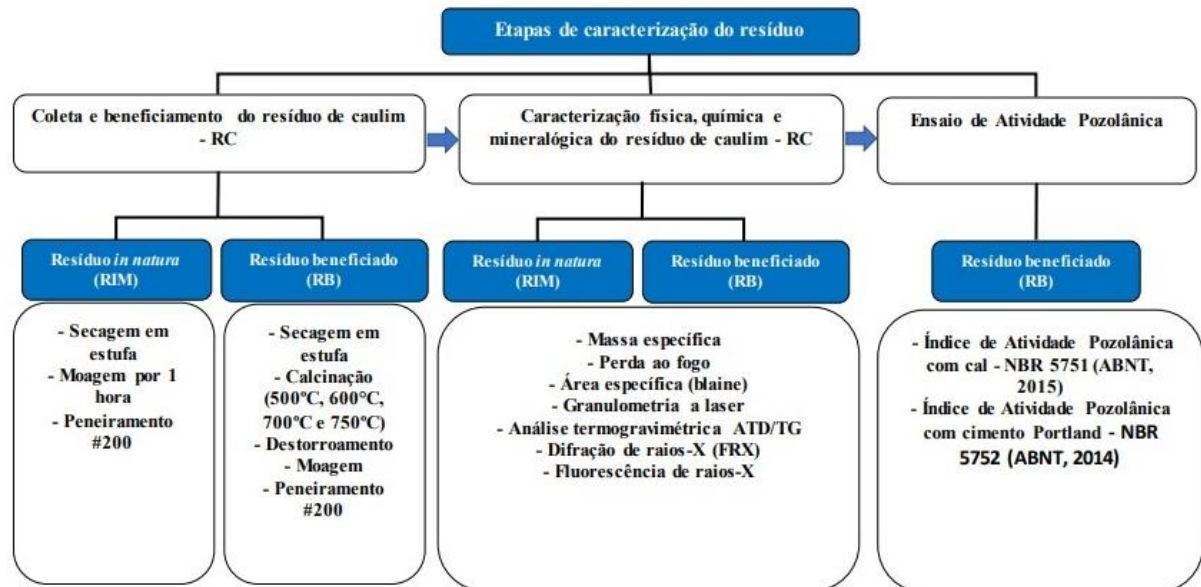 Etapas de caracterização do resíduo
Coleta e beneficiamento do resíduo de caulim
- RC
Caracterização física, química e
mineralógica do resíduo de caulim - RC
Ensaio de Atividade Pozolânica
Resíduo in natura
(RIM)
Resíduo beneficiado
(RB)
Resíduo in natura
(RIM)
Resíduo beneficiado
(RB)
Resíduo beneficiado
(RB)
- Secagem em
estufa
- Moagem por 1
hora
- Peneiramento
#200
- Secagem em
estufa
- Calcinação
(500ºC, 600°C,
700ºC e 750ºC)
- Destorroamento
- Moagem
- Peneiramento
#200
- Massa específica
- Perda ao fogo
- Área específica (blaine)
- Granulometria a laser
- Análise termogravimétrica ATD/TG
- Difração de raios-X (FRX)
- Fluorescência de raios-X
- Índice de Atividade Pozolânica
com cal - NBR 5751 (ABNT,
2015)
- Índice de Atividade Pozolânica
com cimento Portland - NBR
5752 (ABNT, 2014)